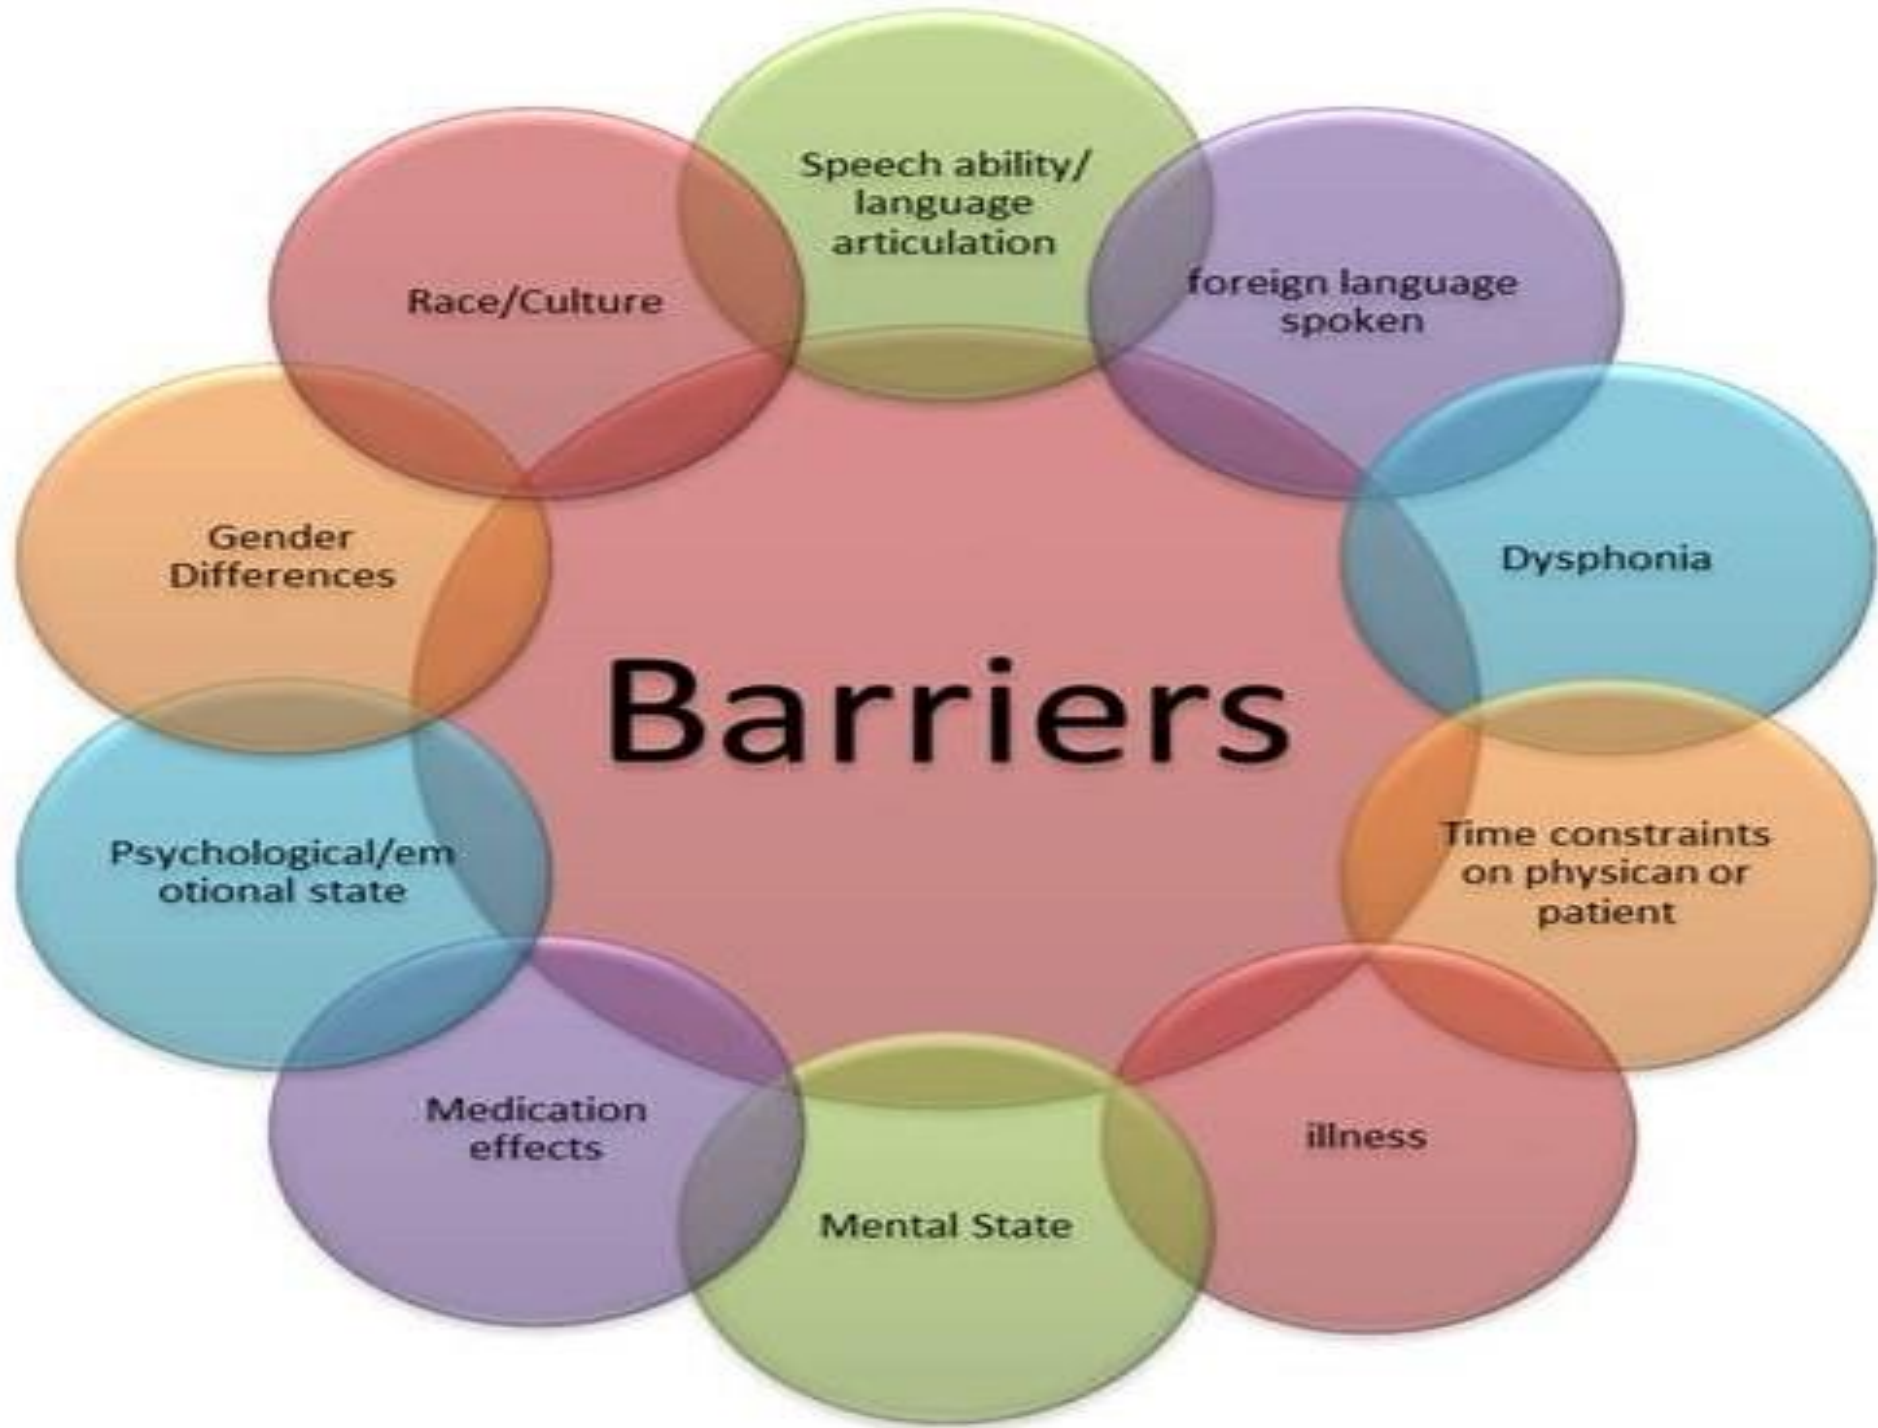 Speech ability/
language
articulation
foreign language
spoken
Dysphonia
Time constraints
on physican or
patient
illness
Mental State
Medication
effects
Psychological/em
otional state
Gender
Differences
Race/Culture
Barriers